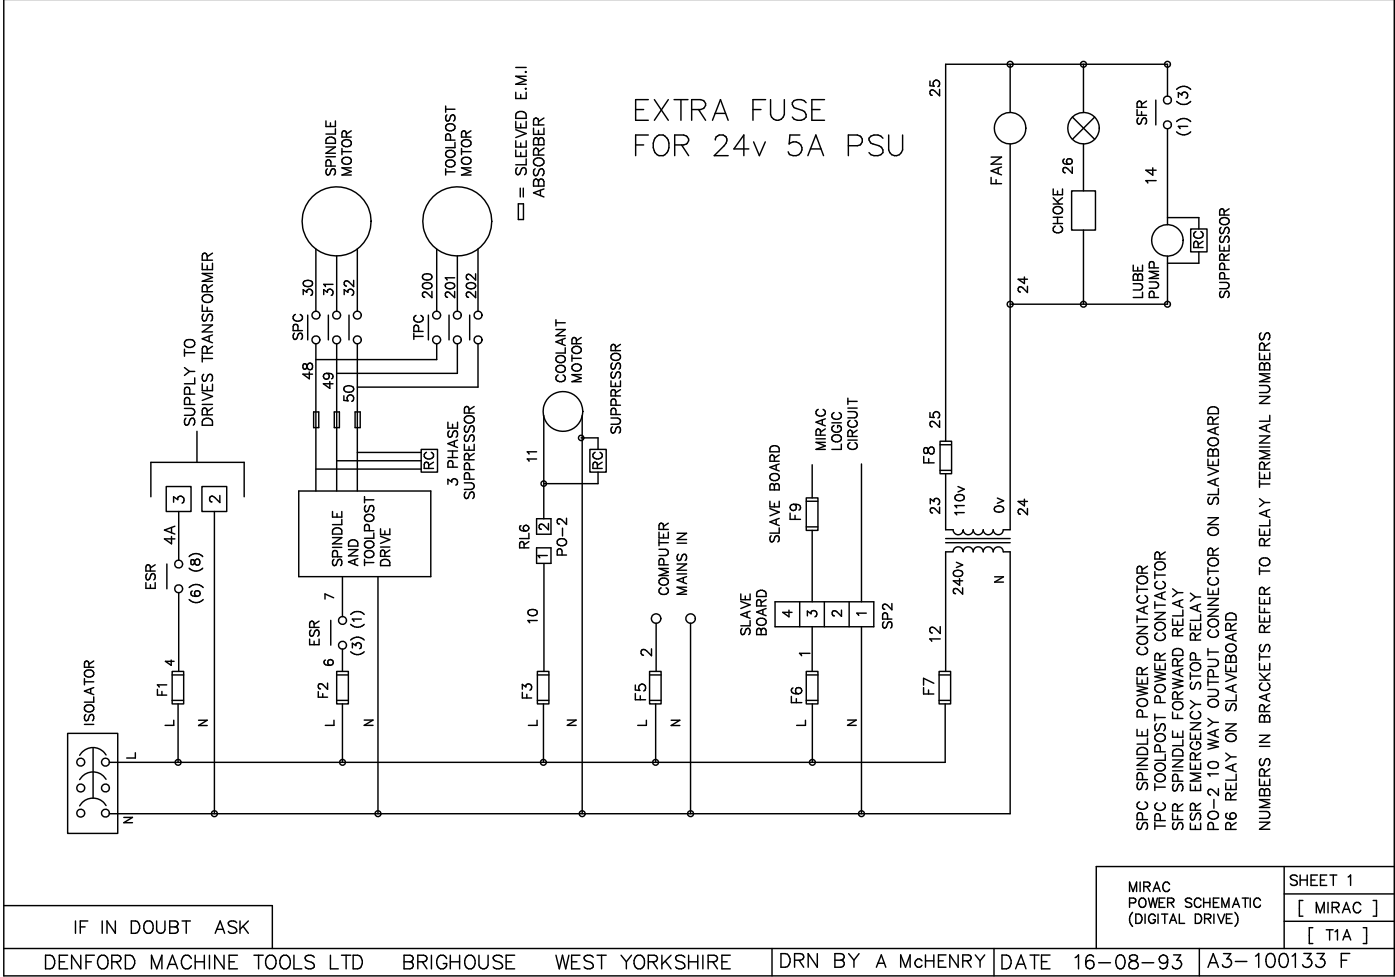 EXTRA FUSE
FOR 24v 5A PSU
= SLEEVED E.M.I
ABSORBER
SPINDLE
MOTOR
TOOLPOST
MOTOR
30
31
32
200
201
202
SPC
TPC
48
49
50
3 PHASE
SUPPRESSOR
RC
SPINDLE
AND
TOOLPOST
DRIVE
7
ESR
(3) (1)
6
F2
L
N
SUPPLY TO
DRIVES TRANSFORMER
3
2
4A
ESR
(6) (8)
4
F1
L
N
ISOLATOR
L
N
COOLANT
MOTOR
SUPPRESSOR
RC
11
RL6
1
2
PO-2
10
F3
L
N
COMPUTER
MAINS IN
2
F5
L
N
MIRAC
LOGIC
CIRCUIT
SLAVE BOARD
F9
SLAVE
BOARD
4
3
2
1
SP2
1
F6
L
N
25
25
F8
23
110v
0v
24
240v
N
12
F7
FAN
24
26
CHOKE
SFR
(1)
(3)
14
LUBE
PUMP
RC
SUPPRESSOR
SPC SPINDLE POWER CONTACTOR
TPC TOOLPOST POWER CONTACTOR
SFR SPINDLE FORWARD RELAY
ESR EMERGENCY STOP RELAY
PO-2 10 WAY OUTPUT CONNECTOR ON SLAVEBOARD
R6 RELAY ON SLAVEBOARD
NUMBERS IN BRACKETS REFER TO RELAY TERMINAL NUMBERS
MIRAC
POWER SCHEMATIC
(DIGITAL DRIVE)
SHEET 1
[ MIRAC ]
[ T1A ]
IF IN DOUBT ASK
DENFORD MACHINE TOOLS LTD BRIGHOUSE WEST YORKSHIRE
DRN BY A McHENRY
DATE 16-08-93
A3-100133 F